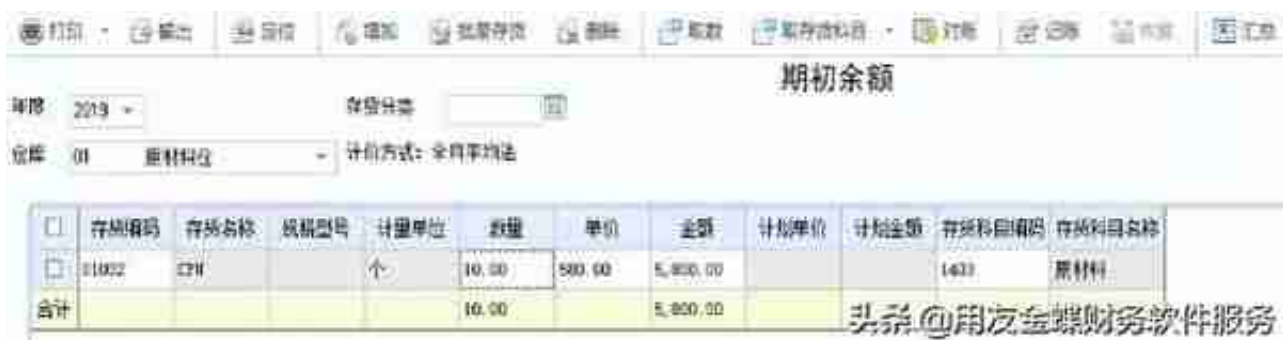 打印 输出 定位 增加 批量存货 删除 取数 取存货科目 对账 记账 汇总
期初余额
年度 2019 存货分类
仓库 01 原材料仓 计价方式：全月平均法
存货编码 存货名称 规格型号 计量单位 数量 单价 金额 计划单价 计划金额 存货科目编码 存货科目名称
01002 个 10.00 580.00 5,800.00 1403 原材料
合计 10.00 5,800.00
头条 @用友金蝶财务软件服务